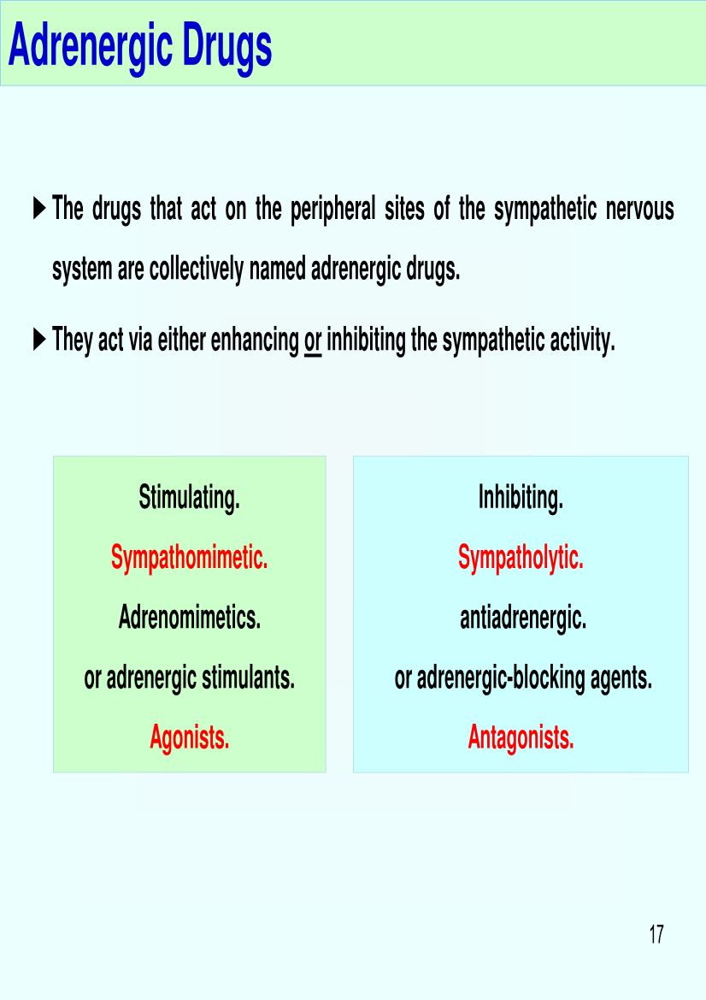 Adrenergic Drugs
The drugs that act on the peripheral sites of the sympathetic nervous
system are collectively named adrenergic drugs.
They act via either enhancing or inhibiting the sympathetic activity.
Stimulating.
Sympathomimetic.
Adrenomimetics.
or adrenergic stimulants.
Agonists.
Inhibiting.
Sympatholytic.
antiadrenergic.
or adrenergic-blocking agents.
Antagonists.
17